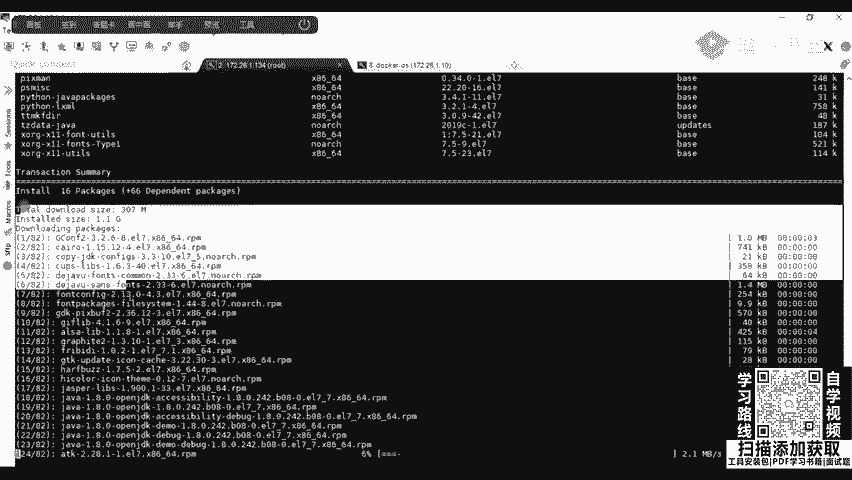 画板 签到 答题卡 画中画 举手 预览 工具
2. 172.26.1.134 (root)
8. docker-os (172.26.1.10)
pixman x86_64 0.34.0-1.el7 base 248 k
psmisc x86_64 22.20-16.el7 base 141 k
python-javapackages noarch 3.4.1-11.el7 base 31 k
python-lxml x86_64 3.2.1-4.el7 base 758 k
ttmkfdir x86_64 3.0.9-42.el7 base 48 k
tzdata-java noarch 2019c-1.el7 updates 187 k
xorg-x11-font-utils x86_64 1:7.5-21.el7 base 104 k
xorg-x11-fonts-Type1 noarch 7.5-9.el7 base 521 k
xorg-x11-utils x86_64 7.5-23.el7 base 114 k
Transaction Summary
Install 16 Packages (+66 Dependent packages)
Total download size: 307 M
Installed size: 1.1 G
Downloading packages:
(1/82): GConf2-3.2.6-8.el7.x86_64.rpm | 1.0 MB 00:00:03
(2/82): cairo-1.15.12-4.el7.x86_64.rpm | 741 kB 00:00:00
(3/82): copy-jdk-configs-3.3-10.el7_5.noarch.rpm | 21 kB 00:00:00
(4/82): cups-libs-1.6.3-40.el7.x86_64.rpm | 358 kB 00:00:00
(5/82): dejavu-fonts-common-2.33-6.el7.noarch.rpm | 64 kB 00:00:00
(6/82): dejavu-sans-fonts-2.33-6.el7.noarch.rpm | 1.4 MB 00:00:00
(7/82): fontconfig-2.13.0-4.3.el7.x86_64.rpm | 254 kB 00:00:00
(8/82): fontpackages-filesystem-1.44-8.el7.noarch.rpm | 9.9 kB 00:00:00
(9/82): gdk-pixbuf2-2.36.12-3.el7.x86_64.rpm | 570 kB 00:00:00
(10/82): giflib-4.1.6-9.el7.x86_64.rpm | 40 kB 00:00:00
(11/82): alsa-lib-1.1.8-1.el7.x86_64.rpm | 425 kB 00:00:04
(12/82): graphite2-1.3.10-1.el7_3.x86_64.rpm | 115 kB 00:00:00
(13/82): fribidi-1.0.2-1.el7_7.1.x86_64.rpm | 79 kB 00:00:00
(14/82): gtk-update-icon-cache-3.22.30-3.el7.x86_64.rpm | 28 kB 00:00:00
(15/82): harfbuzz-1.7.5-2.el7.x86_64.rpm
(16/82): hicolor-icon-theme-0.12-7.el7.noarch.rpm
(17/82): jasper-libs-1.900.1-33.el7.x86_64.rpm
(18/82): java-1.8.0-openjdk-accessibility-1.8.0.242.b08-0.el7_7.x86_64.rpm
(19/82): java-1.8.0-openjdk-1.8.0.242.b08-0.el7_7.x86_64.rpm
(20/82): java-1.8.0-openjdk-accessibility-debug-1.8.0.242.b08-0.el7_7.x86_64.rpm
(21/82): java-1.8.0-openjdk-demo-1.8.0.242.b08-0.el7_7.x86_64.rpm
(22/82): java-1.8.0-openjdk-debug-1.8.0.242.b08-0.el7_7.x86_64.rpm
(23/82): java-1.8.0-openjdk-demo-debug-1.8.0.242.b08-0.el7_7.x86_64.rpm
(24/82): atk-2.28.1-1.el7.x86_64.rpm 6% [===- ] 2.1 MB/s
学习路线
自学视频
扫描添加获取
工具安装包|PDF学习书籍|面试题